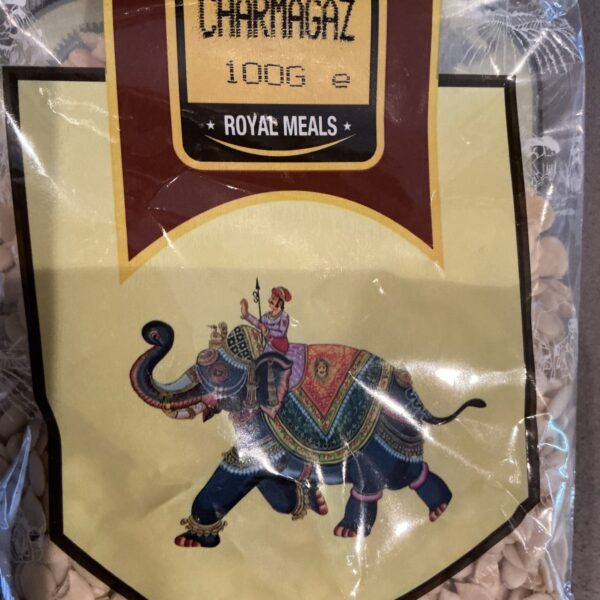 CHARMAGAZ
100G e
★ ROYAL MEALS ★